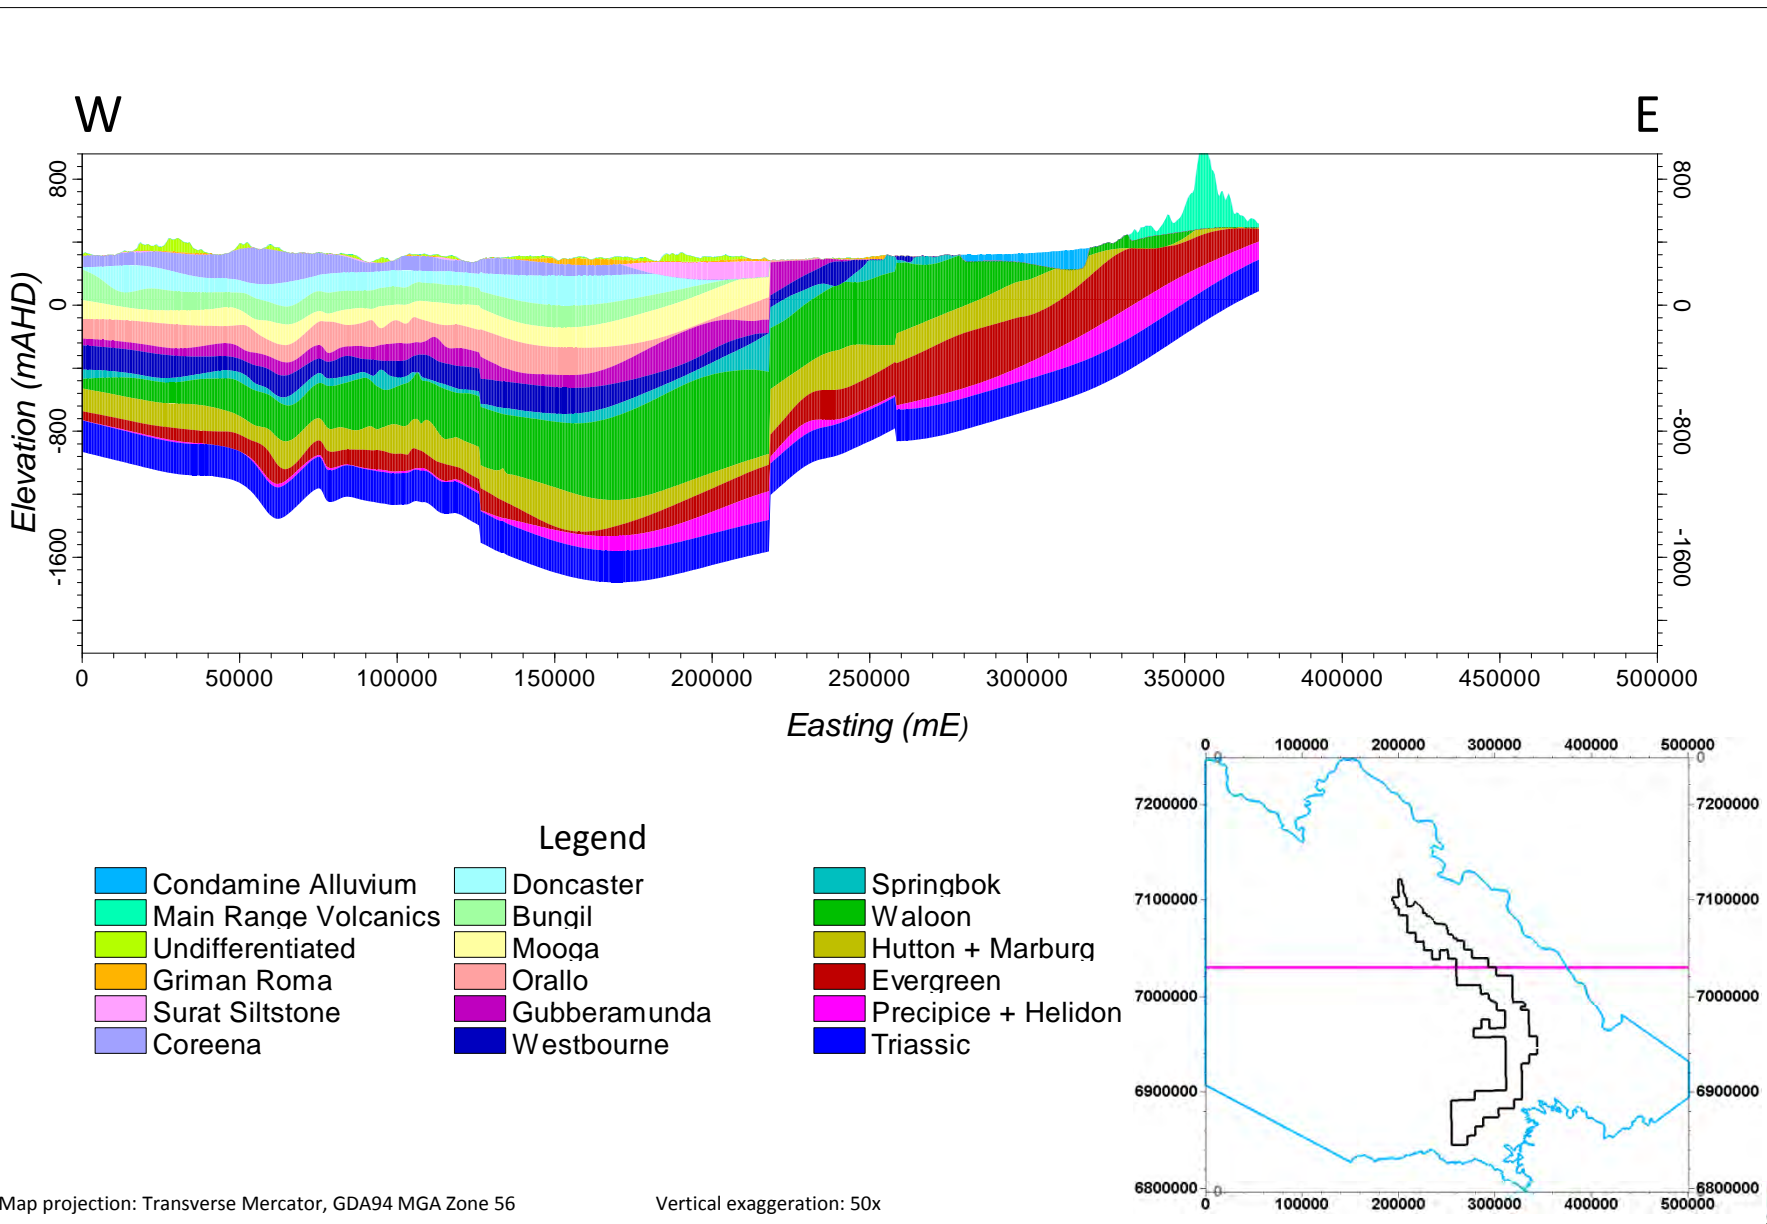 W E
800 800
0 0
-800 -800
-1600 -1600
Elevation (mAHD)
0 50000 100000 150000 200000 250000 300000 350000 400000 450000 500000
Easting (mE)
0 100000 200000 300000 400000 500000
0 0
7200000 7200000
7100000 7100000
7000000 7000000
6900000 6900000
6800000 6800000
0 0
0 100000 200000 300000 400000 500000
Legend
Condamine Alluvium
Main Range Volcanics
Undifferentiated
Griman Roma
Surat Siltstone
Coreena
Doncaster
Bungil
Mooga
Orallo
Gubberamunda
Westbourne
Springbok
Waloon
Hutton + Marburg
Evergreen
Precipice + Helidon
Triassic
Map projection: Transverse Mercator, GDA94 MGA Zone 56 Vertical exaggeration: 50x